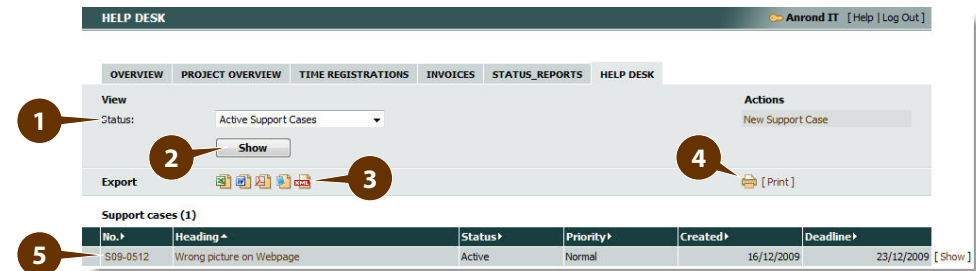 HELP DESK Anrond IT [ Help | Log Out ]
OVERVIEW PROJECT OVERVIEW TIME REGISTRATIONS INVOICES STATUS_REPORTS HELP DESK
View Actions
1 Status: Active Support Cases New Support Case
2 Show
Export XML 3 4 [ Print ]
Support cases (1)
No. Heading Status Priority Created Deadline
5 S09-0512 Wrong picture on Webpage Active Normal 16/12/2009 23/12/2009 [ Show ]